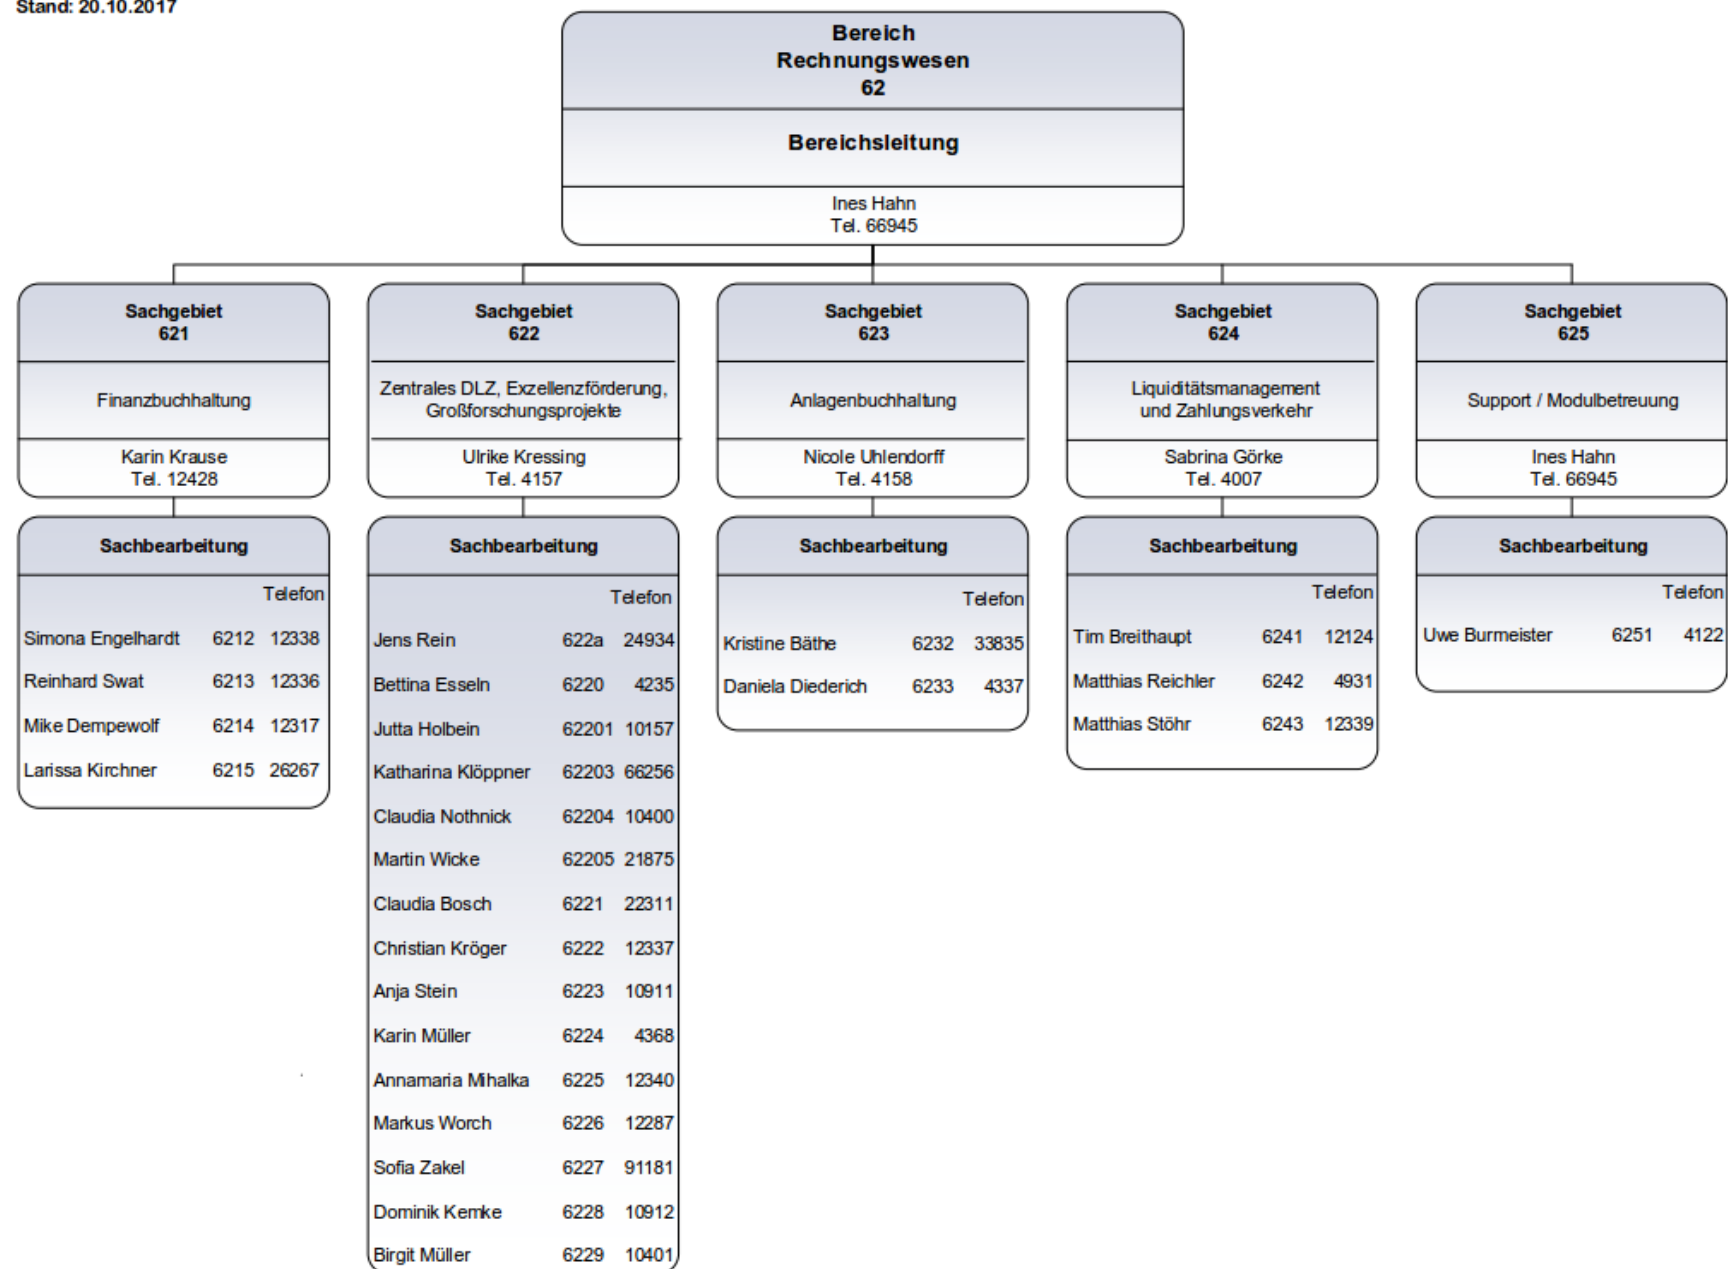 Stand: 20.10.2017
Bereich
Rechnungswesen
62
Bereichsleitung
Ines Hahn
Tel. 66945
Sachgebiet
621
Finanzbuchhaltung
Karin Krause
Tel. 12428
Sachbearbeitung
Telefon
Simona Engelhardt 6212 12338
Reinhard Swat 6213 12336
Mike Dempewolf 6214 12317
Larissa Kirchner 6215 26267
Sachgebiet
622
Zentrales DLZ, Exzellenzförderung,
Großforschungsprojekte
Ulrike Kressing
Tel. 4157
Sachbearbeitung
Telefon
Jens Rein 622a 24934
Bettina Esseln 6220 4235
Jutta Holbein 62201 10157
Katharina Klöppner 62203 66256
Claudia Nothnick 62204 10400
Martin Wicke 62205 21875
Claudia Bosch 6221 22311
Christian Kröger 6222 12337
Anja Stein 6223 10911
Karin Müller 6224 4368
Annamaria Mihalka 6225 12340
Markus Worch 6226 12287
Sofia Zakel 6227 91181
Dominik Kemke 6228 10912
Birgit Müller 6229 10401
Sachgebiet
623
Anlagenbuchhaltung
Nicole Uhlendorff
Tel. 4158
Sachbearbeitung
Telefon
Kristine Bäthe 6232 33835
Daniela Diederich 6233 4337
Sachgebiet
624
Liquiditätsmanagement
und Zahlungsverkehr
Sabrina Görke
Tel. 4007
Sachbearbeitung
Telefon
Tim Breithaupt 6241 12124
Matthias Reichler 6242 4931
Matthias Stöhr 6243 12339
Sachgebiet
625
Support / Modulbetreuung
Ines Hahn
Tel. 66945
Sachbearbeitung
Telefon
Uwe Burmeister 6251 4122